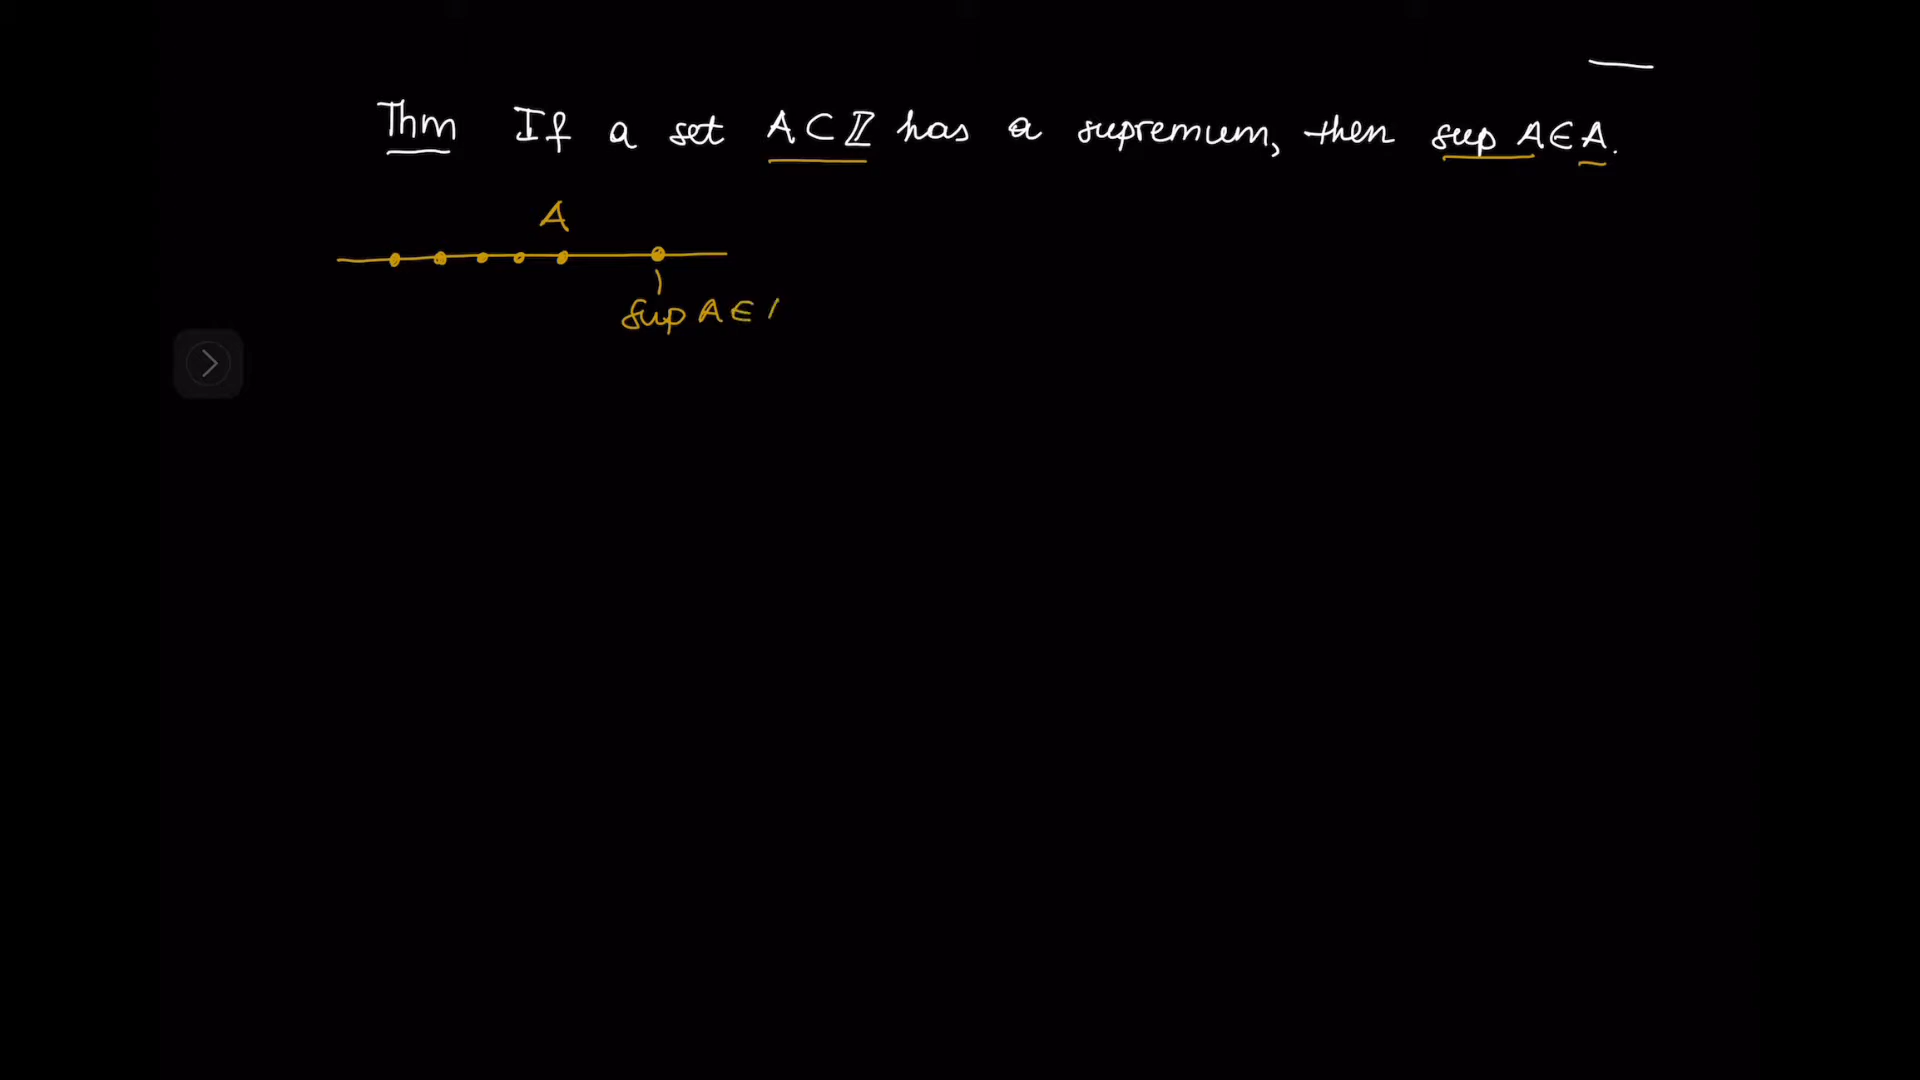 Thm If a set A⊂ℤ has a supremum, then sup A∈A.
A
sup A∈